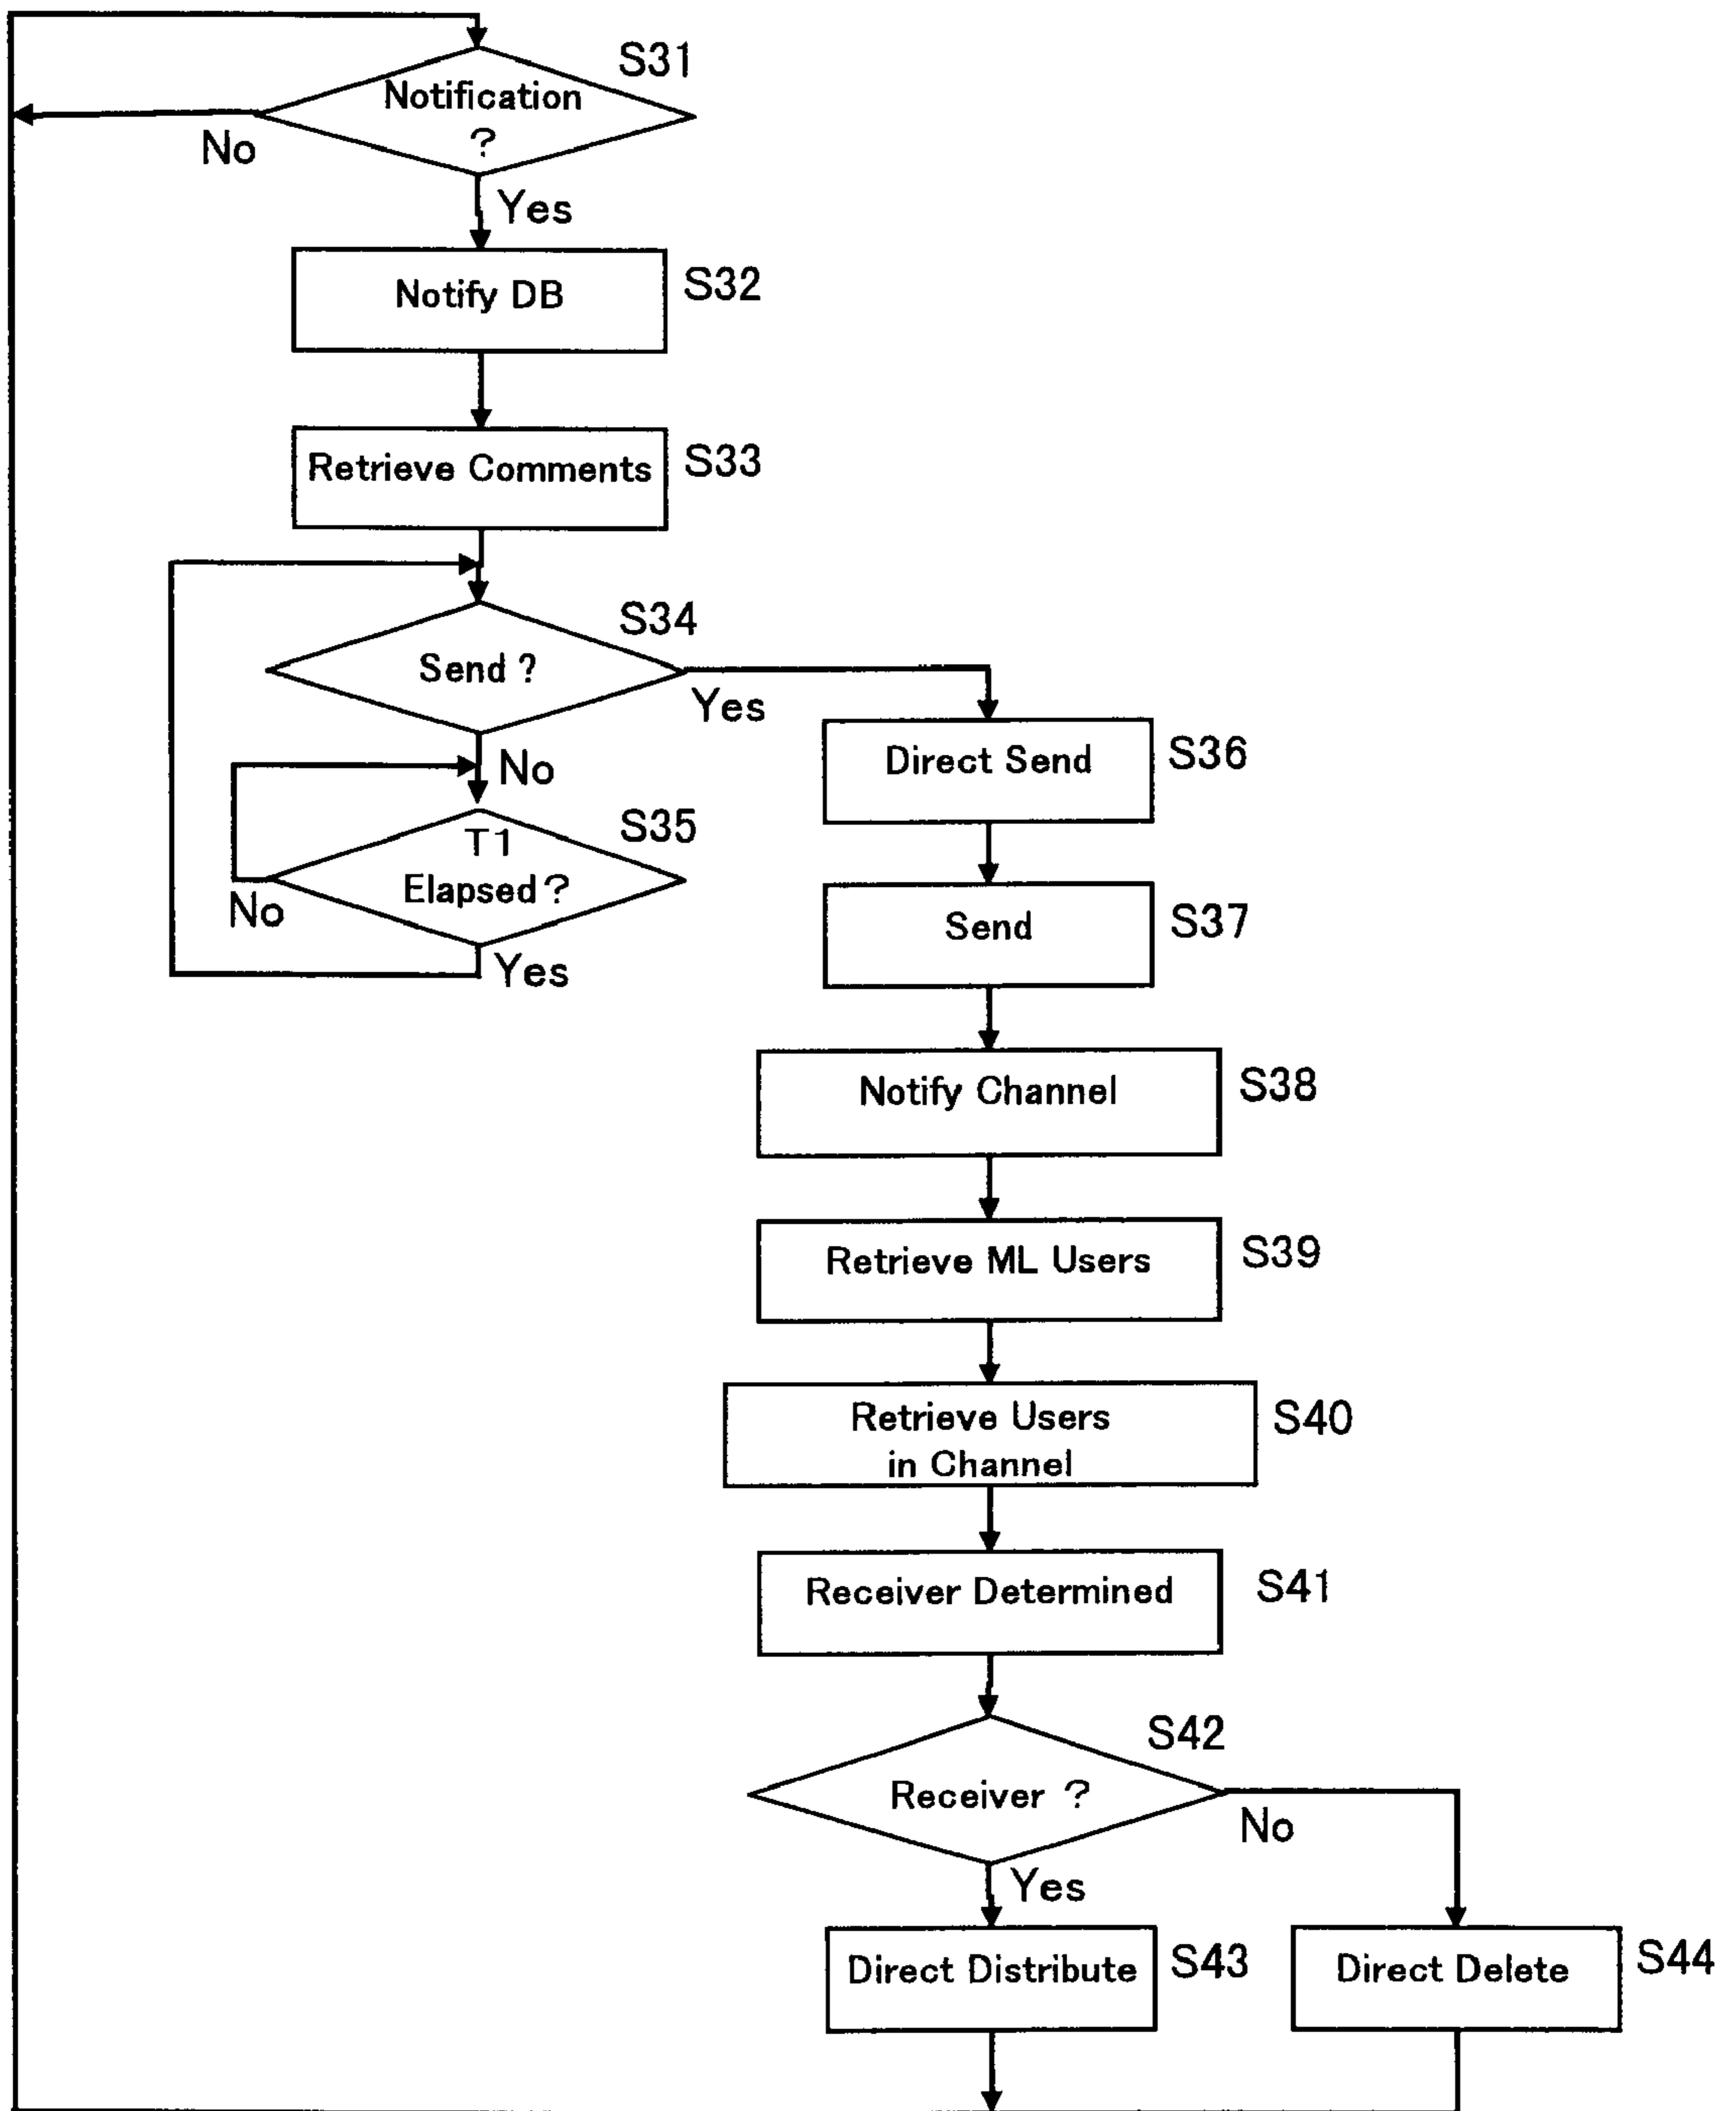 S31
Notification
?
No
Yes
Notify DB
S32
Retrieve Comments
S33
S34
Send ?
Yes
No
Direct Send
S36
T1
Elapsed?
S35
No
Yes
Send
S37
Notify Channel
S38
Retrieve ML Users
S39
Retrieve Users
in Channel
S40
Receiver Determined
S41
S42
Receiver ?
No
Yes
Direct Distribute
S43
Direct Delete
S44